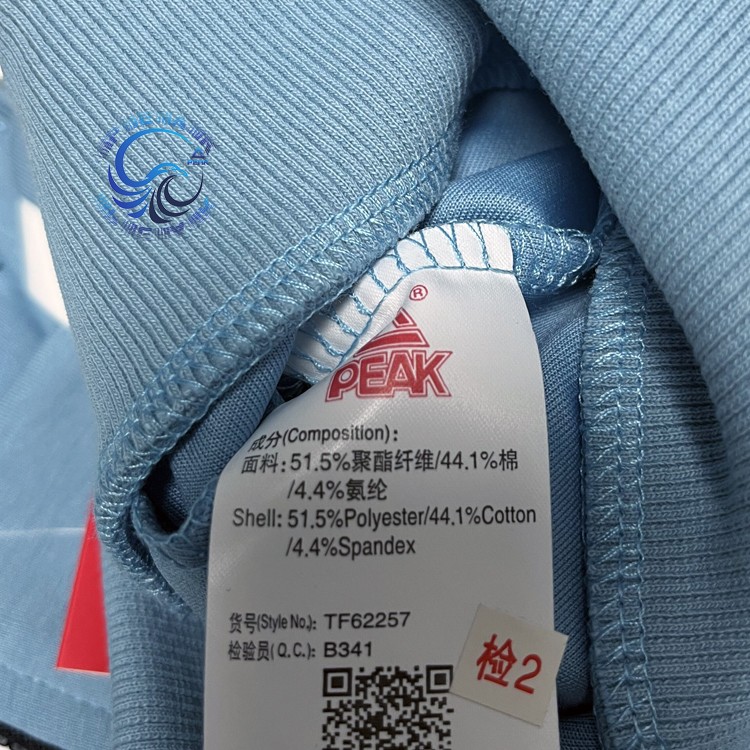 PEAK
®
PEAK
成分(Composition):
面料:51.5%聚酯纤维/44.1%棉
/4.4%氨纶
Shell: 51.5%Polyester/44.1%Cotton
/4.4%Spandex
货号(Style No.): TF62257
检验员(Q.C.): B341
检2